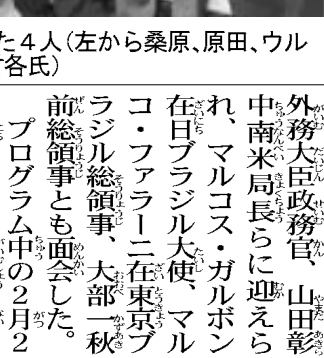 た４人(左から桑原、原田、ウル
各氏)
外務大臣政務官、山田彰
中南米局長らに迎えら
れ、マルコス・ガルボン
在日ブラジル大使、マル
コ・ファラーニ在東京ブ
ラジル総領事、大部一秋
前総領事とも面会した。
プログラム中の２月２